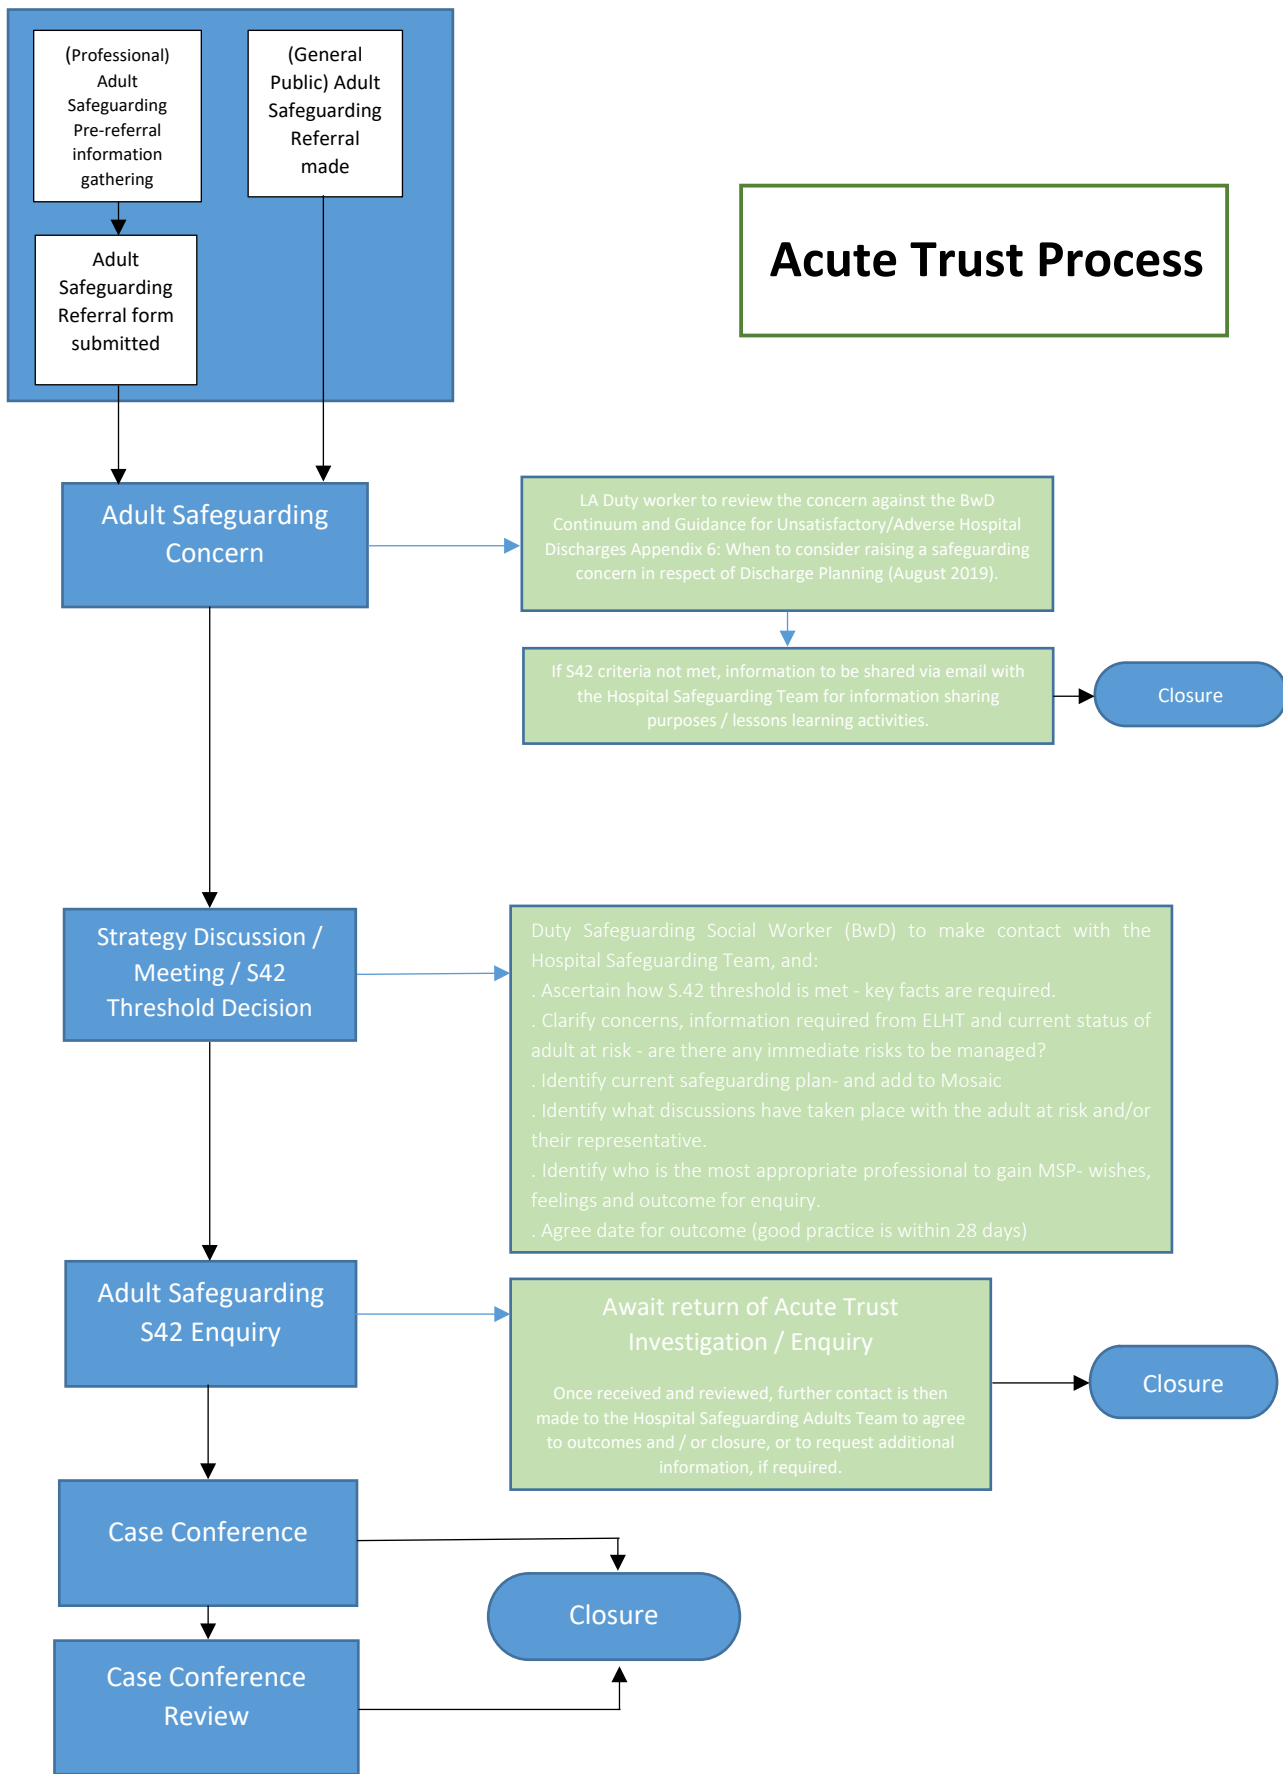 (Professional)
Adult
Safeguarding
Pre-referral
information
gathering
(General
Public) Adult
Safeguarding
Referral
made
Adult
Safeguarding
Referral form
submitted
Acute Trust Process
Adult Safeguarding
Concern
LA Duty worker to review the concern against the BwD
Continuum and Guidance for Unsatisfactory/Adverse Hospital
Discharges Appendix 6: When to consider raising a safeguarding
concern in respect of Discharge Planning (August 2019).
If S42 criteria not met, information to be shared via email with
the Hospital Safeguarding Team for information sharing
purposes / lessons learning activities.
Closure
Strategy Discussion /
Meeting / S42
Threshold Decision
Duty Safeguarding Social Worker (BwD) to make contact with the
Hospital Safeguarding Team, and:
. Ascertain how S.42 threshold is met - key facts are required.
. Clarify concerns, information required from ELHT and current status of
adult at risk - are there any immediate risks to be managed?
. Identify current safeguarding plan- and add to Mosaic
. Identify what discussions have taken place with the adult at risk and/or
their representative.
. Identify who is the most appropriate professional to gain MSP- wishes,
feelings and outcome for enquiry.
. Agree date for outcome (good practice is within 28 days)
Adult Safeguarding
S42 Enquiry
Await return of Acute Trust
Investigation / Enquiry
Once received and reviewed, further contact is then
made to the Hospital Safeguarding Adults Team to agree
to outcomes and / or closure, or to request additional
information, if required.
Closure
Case Conference
Closure
Case Conference
Review